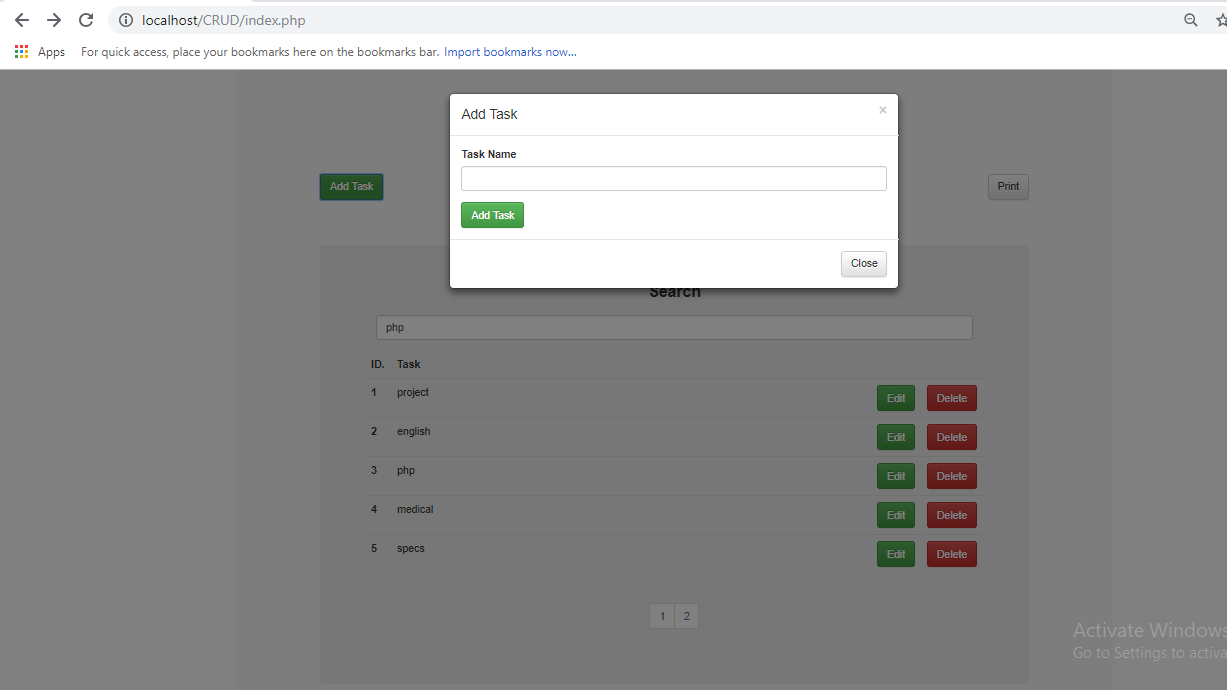 localhost/CRUD/index.php
Apps For quick access, place your bookmarks here on the bookmarks bar. Import bookmarks now...
Add Task ×
Task Name
Add Task Print
Add Task
Close
Search
php
ID. Task
1 project Edit Delete
2 english Edit Delete
3 php Edit Delete
4 medical Edit Delete
5 specs Edit Delete
1 2
Activate Windows
Go to Settings to activa